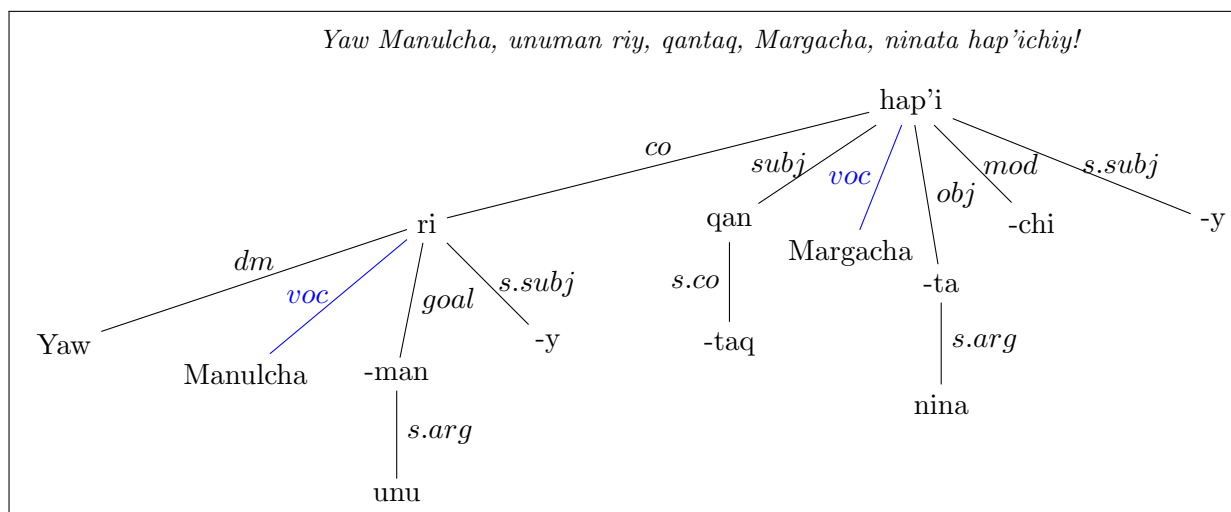 Yaw Manulcha, unuman riy, qantaq, Margacha, ninata hap'ichiy!
hap'i
co
subj
voc
obj
mod
s.subj
ri
qan
Margacha
-ta
-chi
-y
dm
voc
goal
s.subj
s.co
s.arg
Yaw
Manulcha
-man
-y
-taq
nina
s.arg
unu